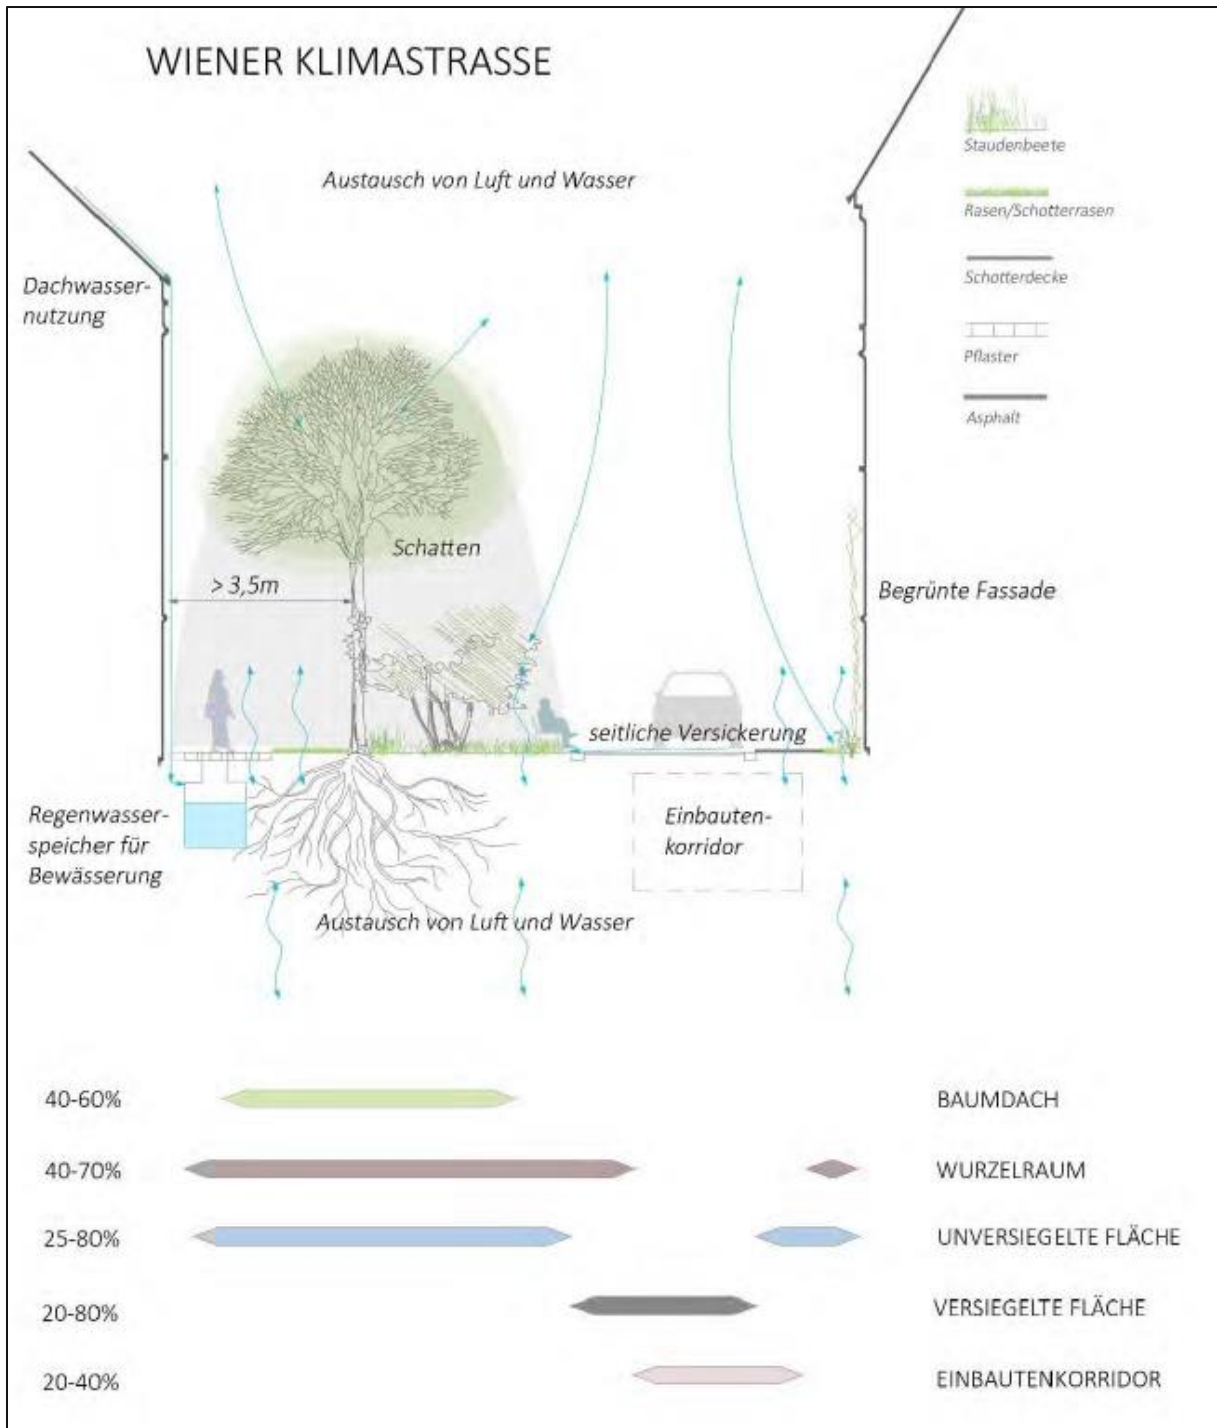 WIENER KLIMASTRASSE
Austausch von Luft und Wasser
Staudenbeete
Rasen/Schotterrasen
Schotterdecke
Pflaster
Asphalt
Dachwasser-
nutzung
Schatten
> 3,5m
Begrünte Fassade
seitliche Versickerung
Regenwasser-
speicher für
Bewässerung
Einbauten-
korridor
Austausch von Luft und Wasser
40-60% BAUMDACH
40-70% WURZELRAUM
25-80% UNVERSIEGELTE FLÄCHE
20-80% VERSIEGELTE FLÄCHE
20-40% EINBAUTENKORRIDOR